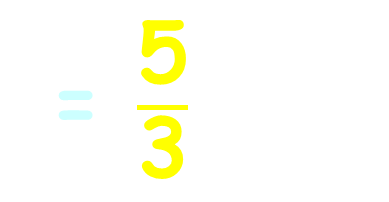 = 5/3